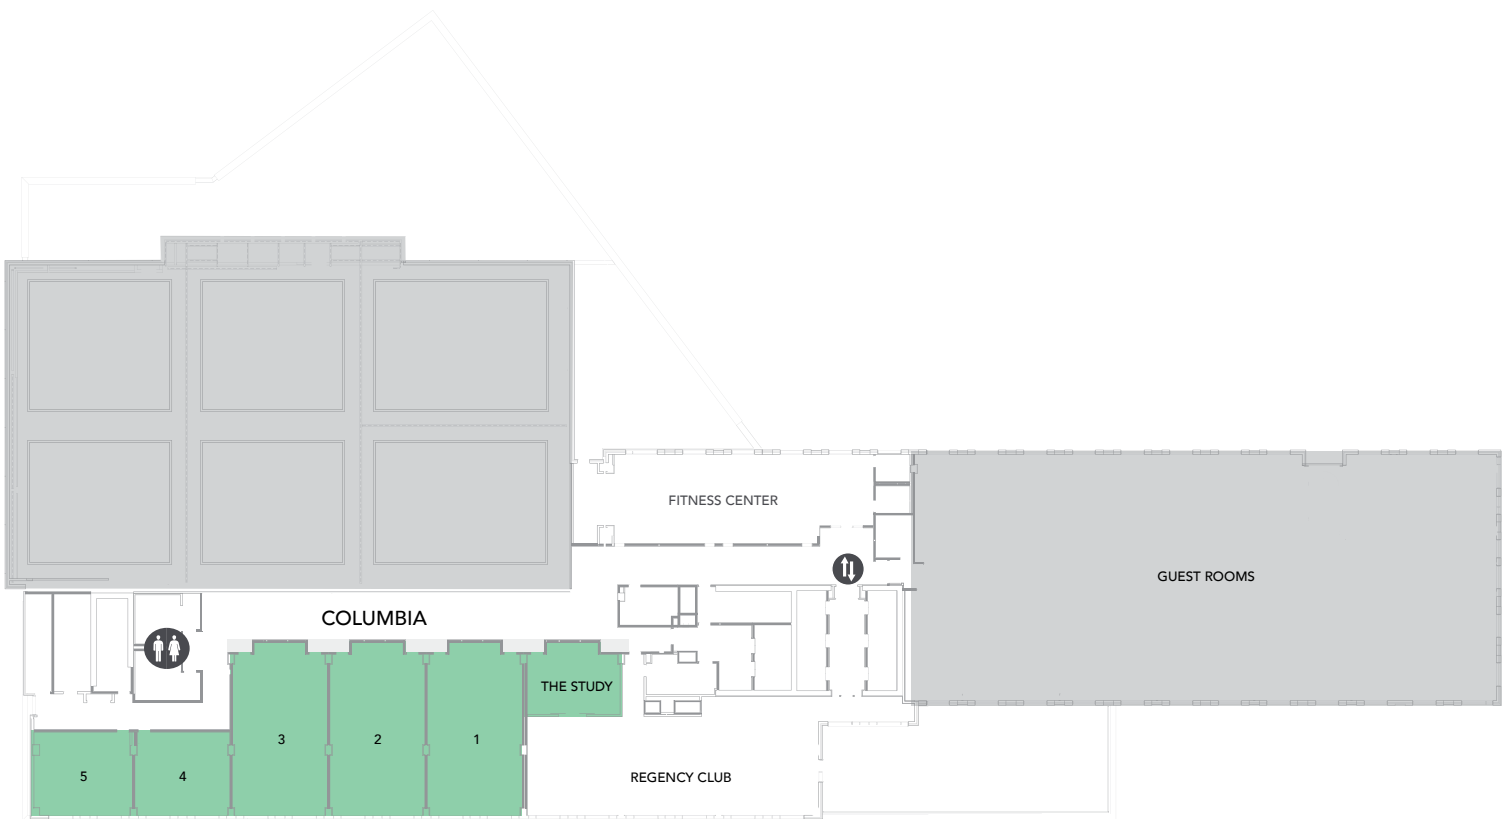 FITNESS CENTER
GUEST ROOMS
COLUMBIA
THE STUDY
3
2
1
5
4
REGENCY CLUB